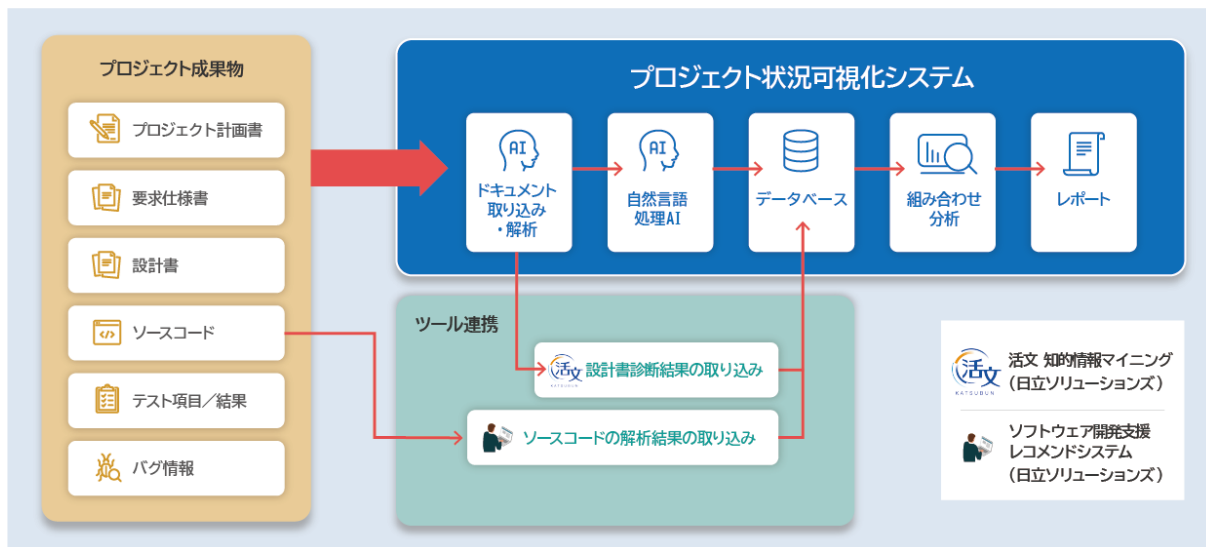 プロジェクト成果物
プロジェクト計画書
要求仕様書
設計書
ソースコード
テスト項目／結果
バグ情報
プロジェクト状況可視化システム
AI
ドキュメント
取り込み
・解析
AI
自然言語
処理AI
データベース
組み合わせ
分析
レポート
ツール連携
活文
KATSUBUN
設計書診断結果の取り込み
ソースコードの解析結果の取り込み
活文
KATSUBUN
活文 知的情報マイニング
（日立ソリューションズ）
ソフトウェア開発支援
レコメンドシステム
（日立ソリューションズ）